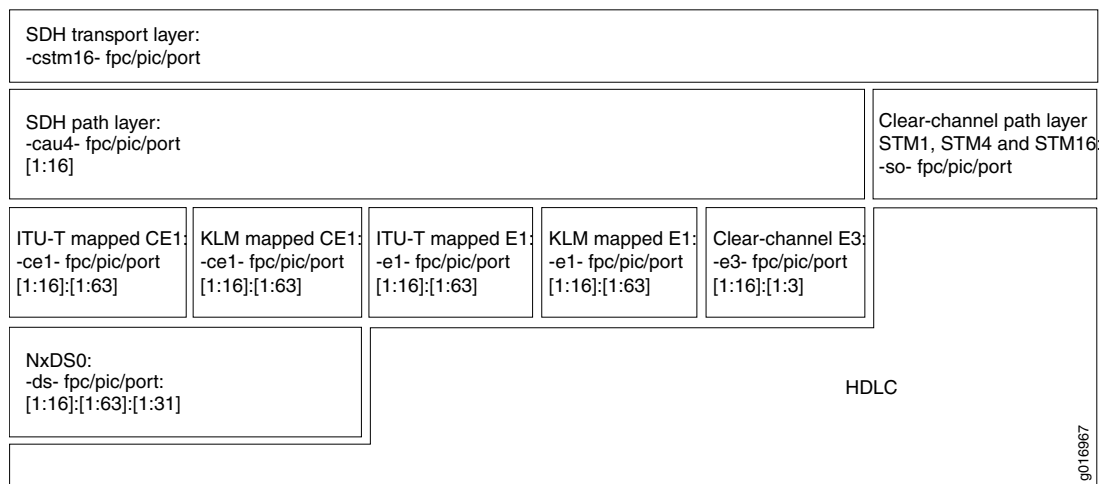 SDH transport layer:
-cstm16- fpc/pic/port
SDH path layer:
-cau4- fpc/pic/port
[1:16]
Clear-channel path layer
STM1, STM4 and STM16:
-so- fpc/pic/port
ITU-T mapped CE1:
-ce1- fpc/pic/port
[1:16]:[1:63]
KLM mapped CE1:
-ce1- fpc/pic/port
[1:16]:[1:63]
ITU-T mapped E1:
-e1- fpc/pic/port
[1:16]:[1:63]
KLM mapped E1:
-e1- fpc/pic/port
[1:16]:[1:63]
Clear-channel E3:
-e3- fpc/pic/port
[1:16]:[1:3]
NxDS0:
-ds- fpc/pic/port:
[1:16]:[1:63]:[1:31]
HDLC
g016967